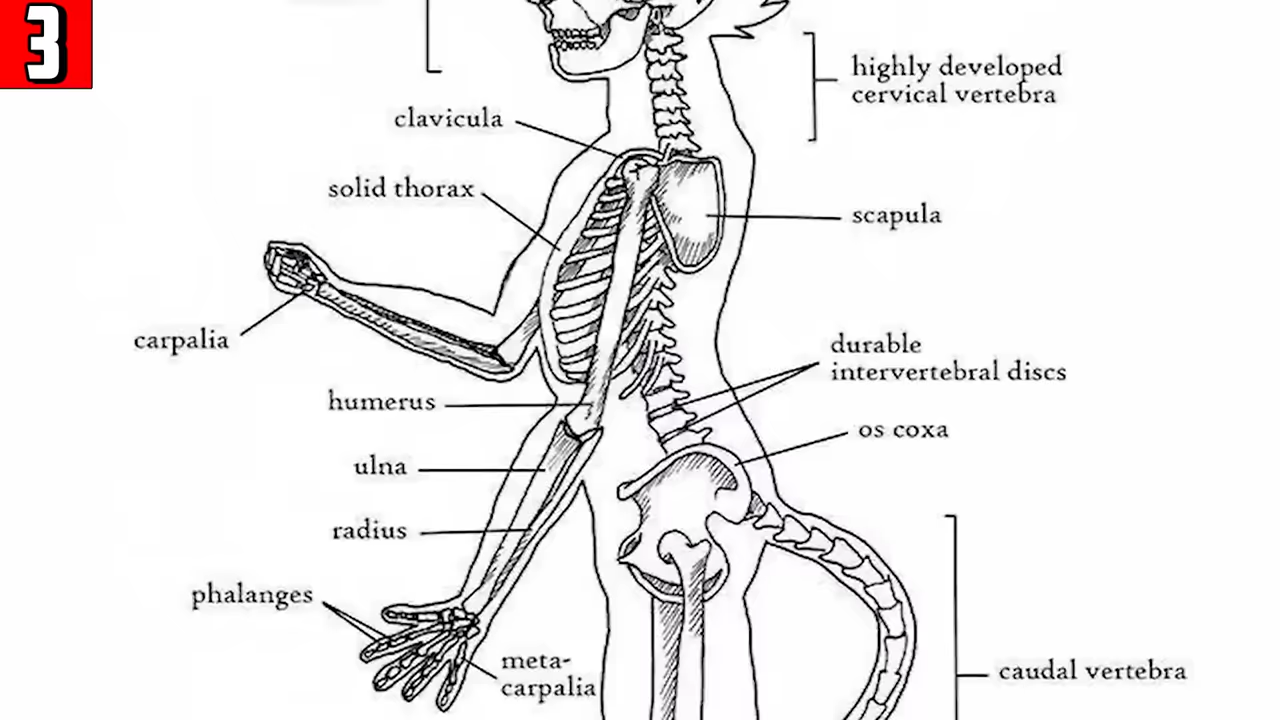 3
highly developed
cervical vertebra
clavicula
solid thorax
scapula
carpalia
durable
intervertebral discs
humerus
os coxa
ulna
radius
phalanges
meta-
carpalia
caudal vertebra